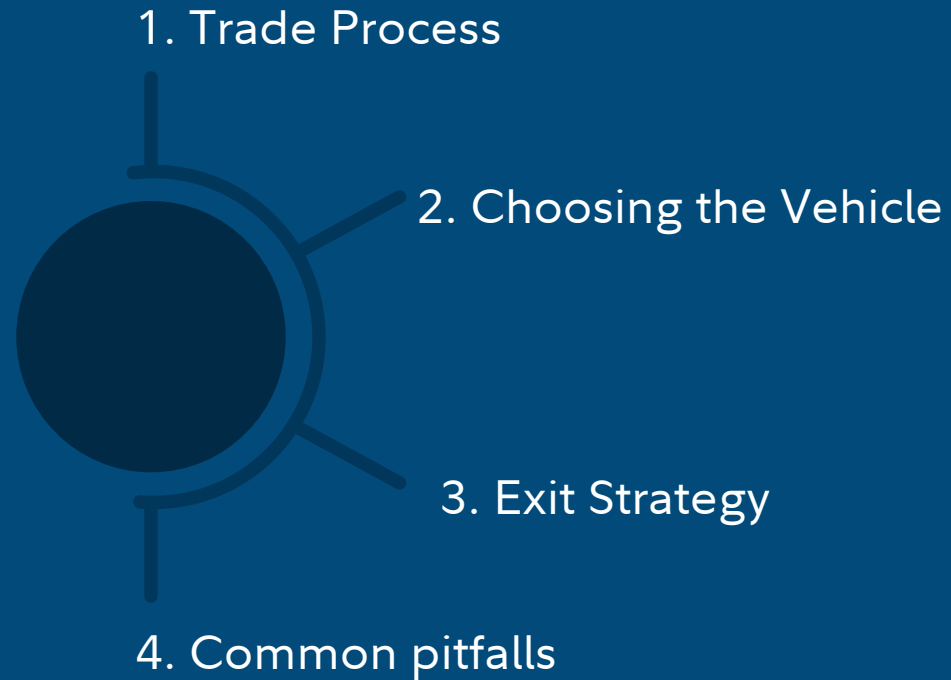 1. Trade Process
2. Choosing the Vehicle
3. Exit Strategy
4. Common pitfalls